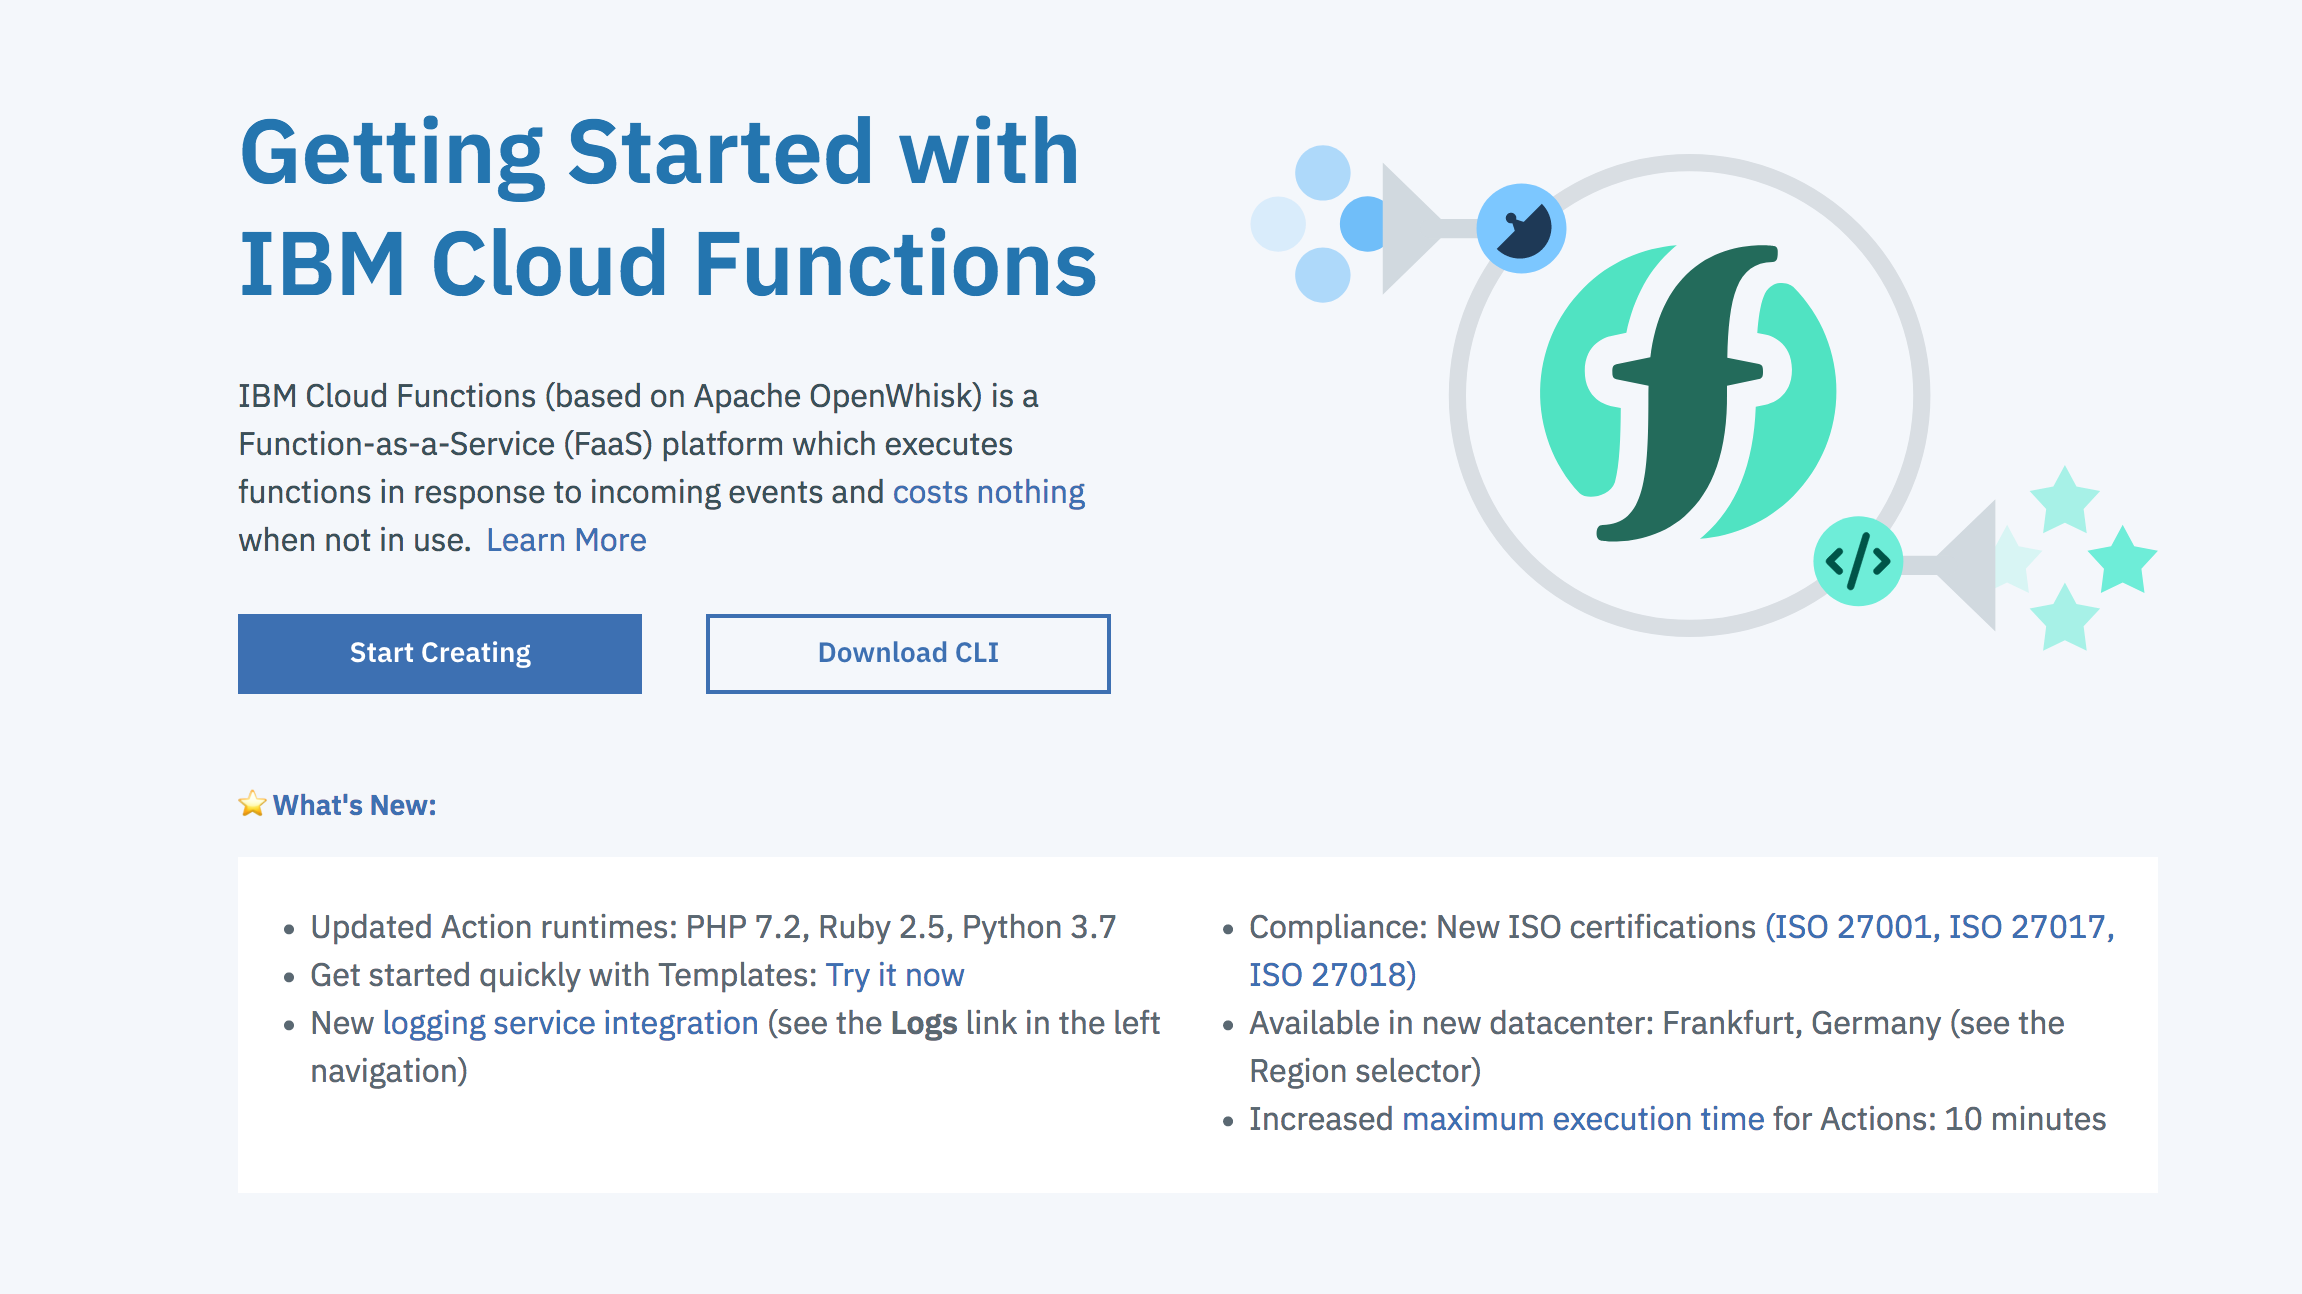 Getting Started with
IBM Cloud Functions
IBM Cloud Functions (based on Apache OpenWhisk) is a
Function-as-a-Service (FaaS) platform which executes
functions in response to incoming events and costs nothing
when not in use. Learn More
Start Creating
Download CLI
⭐ What's New:
• Updated Action runtimes: PHP 7.2, Ruby 2.5, Python 3.7
• Get started quickly with Templates: Try it now
• New logging service integration (see the Logs link in the left
navigation)
• Compliance: New ISO certifications (ISO 27001, ISO 27017,
ISO 27018)
• Available in new datacenter: Frankfurt, Germany (see the
Region selector)
• Increased maximum execution time for Actions: 10 minutes
f
</>